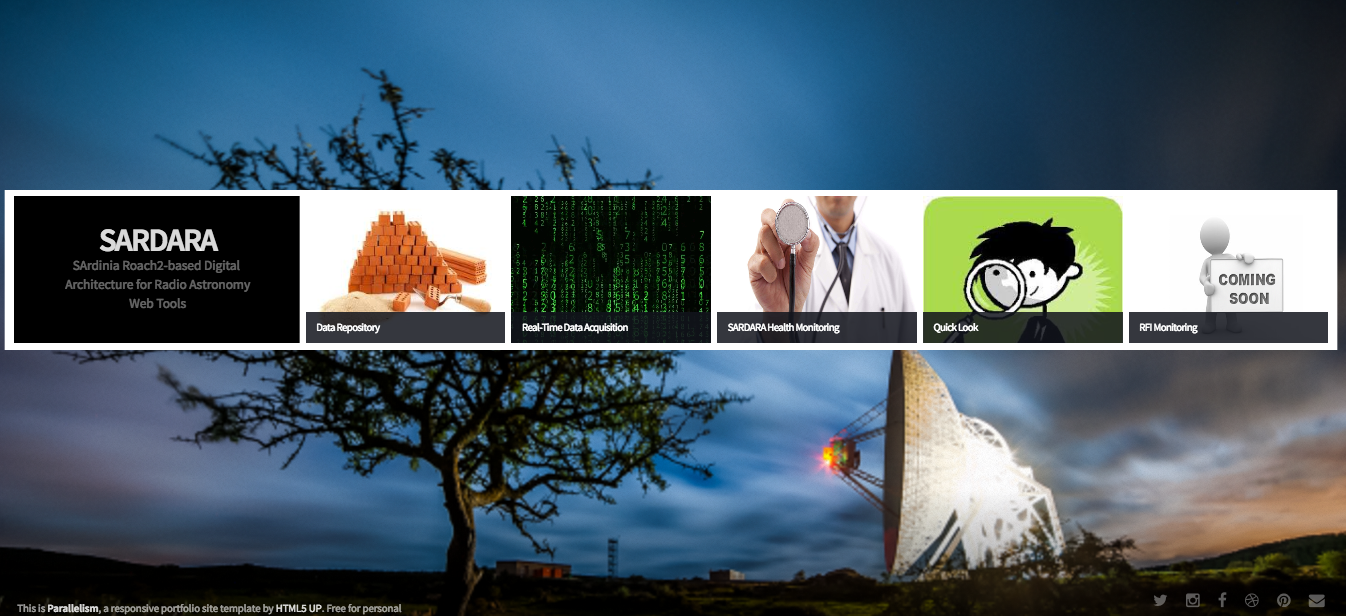 SARDARA
SArdinia Roach2-based Digital
Architecture for Radio Astronomy
Web Tools
Data Repository
Real-Time Data Acquisition
SARDARA Health Monitoring
Quick Look
COMING
SOON
RFI Monitoring
This is Parallelism, a responsive portfolio site template by HTML5 UP. Free for personal